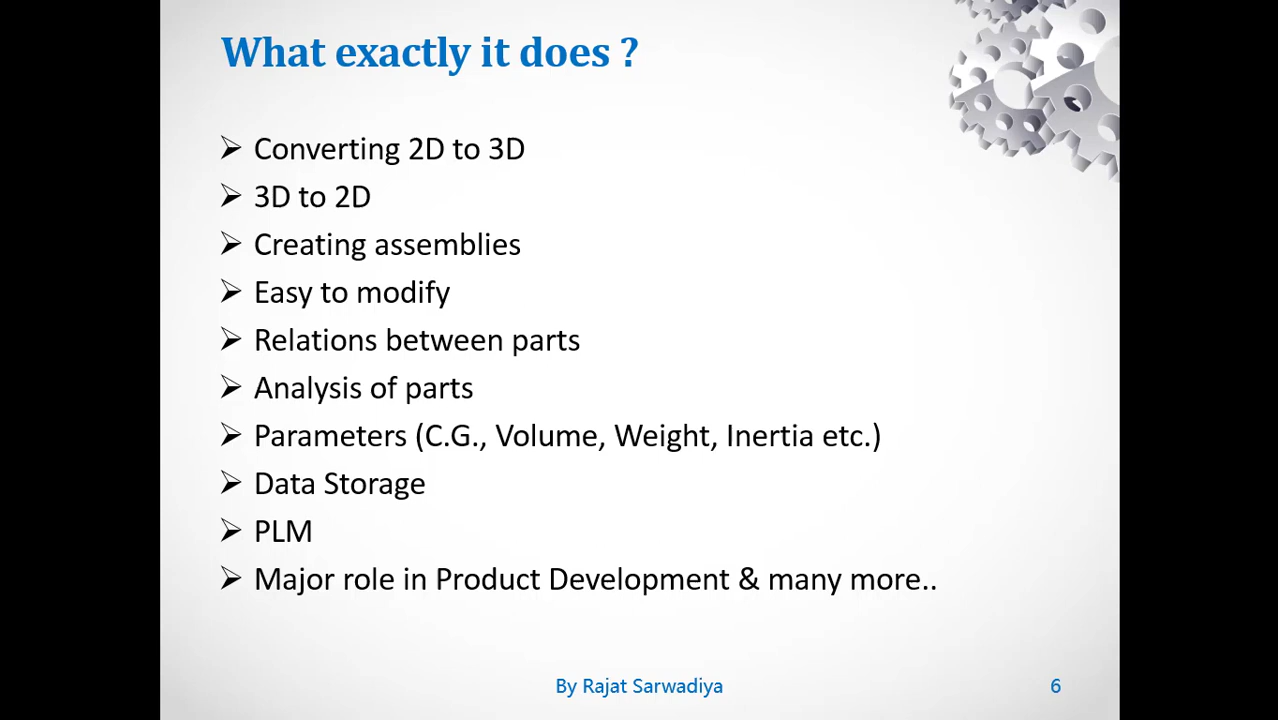 What exactly it does ?
➢ Converting 2D to 3D
➢ 3D to 2D
➢ Creating assemblies
➢ Easy to modify
➢ Relations between parts
➢ Analysis of parts
➢ Parameters (C.G., Volume, Weight, Inertia etc.)
➢ Data Storage
➢ PLM
➢ Major role in Product Development & many more..
By Rajat Sarwadiya
6